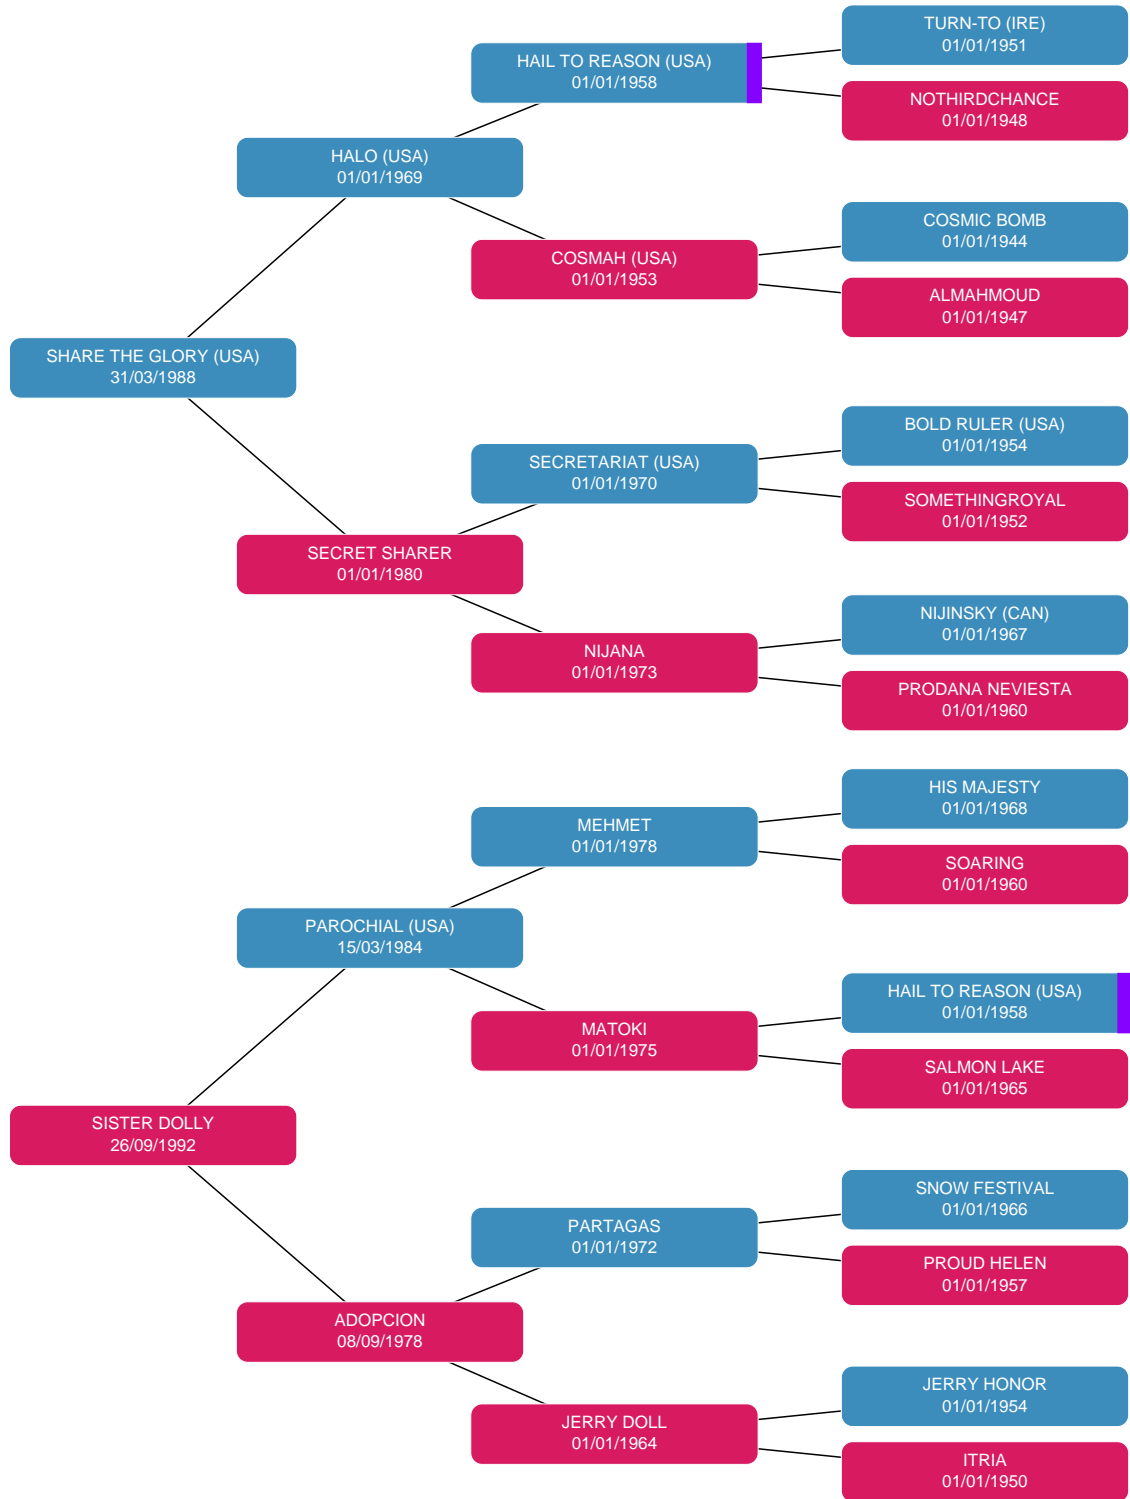 TURN-TO (IRE)
01/01/1951
HAIL TO REASON (USA)
01/01/1958
NOTHIRDCHANCE
01/01/1948
HALO (USA)
01/01/1969
COSMIC BOMB
01/01/1944
COSMAH (USA)
01/01/1953
ALMAHMOUD
01/01/1947
SHARE THE GLORY (USA)
31/03/1988
BOLD RULER (USA)
01/01/1954
SECRETARIAT (USA)
01/01/1970
SOMETHINGROYAL
01/01/1952
SECRET SHARER
01/01/1980
NIJINSKY (CAN)
01/01/1967
NIJANA
01/01/1973
PRODANA NEVIESTA
01/01/1960
HIS MAJESTY
01/01/1968
MEHMET
01/01/1978
SOARING
01/01/1960
PAROCHIAL (USA)
15/03/1984
HAIL TO REASON (USA)
01/01/1958
MATOKI
01/01/1975
SALMON LAKE
01/01/1965
SISTER DOLLY
26/09/1992
SNOW FESTIVAL
01/01/1966
PARTAGAS
01/01/1972
PROUD HELEN
01/01/1957
ADOPCION
08/09/1978
JERRY HONOR
01/01/1954
JERRY DOLL
01/01/1964
ITRIA
01/01/1950